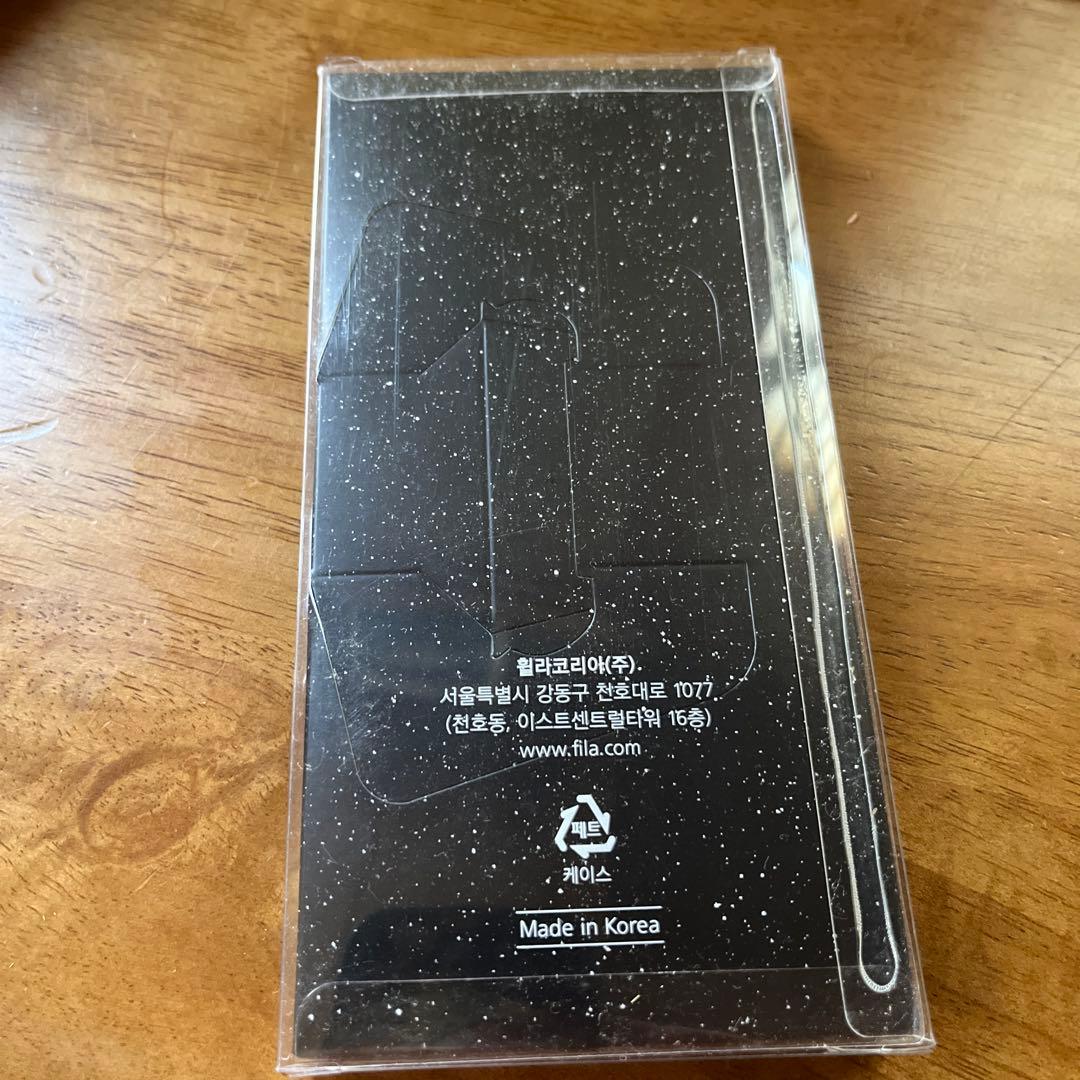 휠라코리아(주)
서울특별시 강동구 천호대로 1077
(천호동, 이스트센트럴타워 16층)
www.fila.com
페트
케이스
Made in Korea